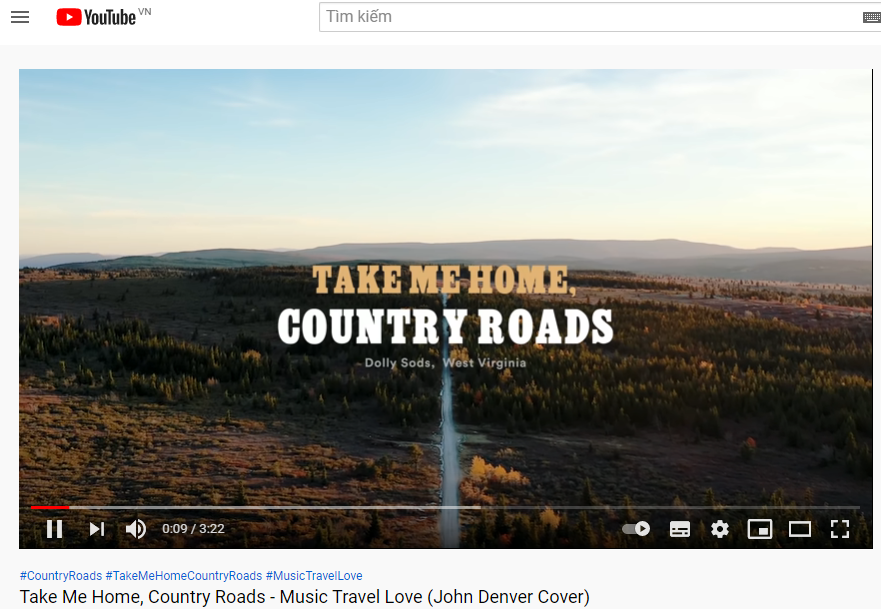 YouTube VN
Tìm kiếm
TAKE ME HOME,
COUNTRY ROADS
Dolly Sods, West Virginia
0:09 / 3:22
#CountryRoads #TakeMeHomeCountryRoads #MusicTravelLove
Take Me Home, Country Roads - Music Travel Love (John Denver Cover)